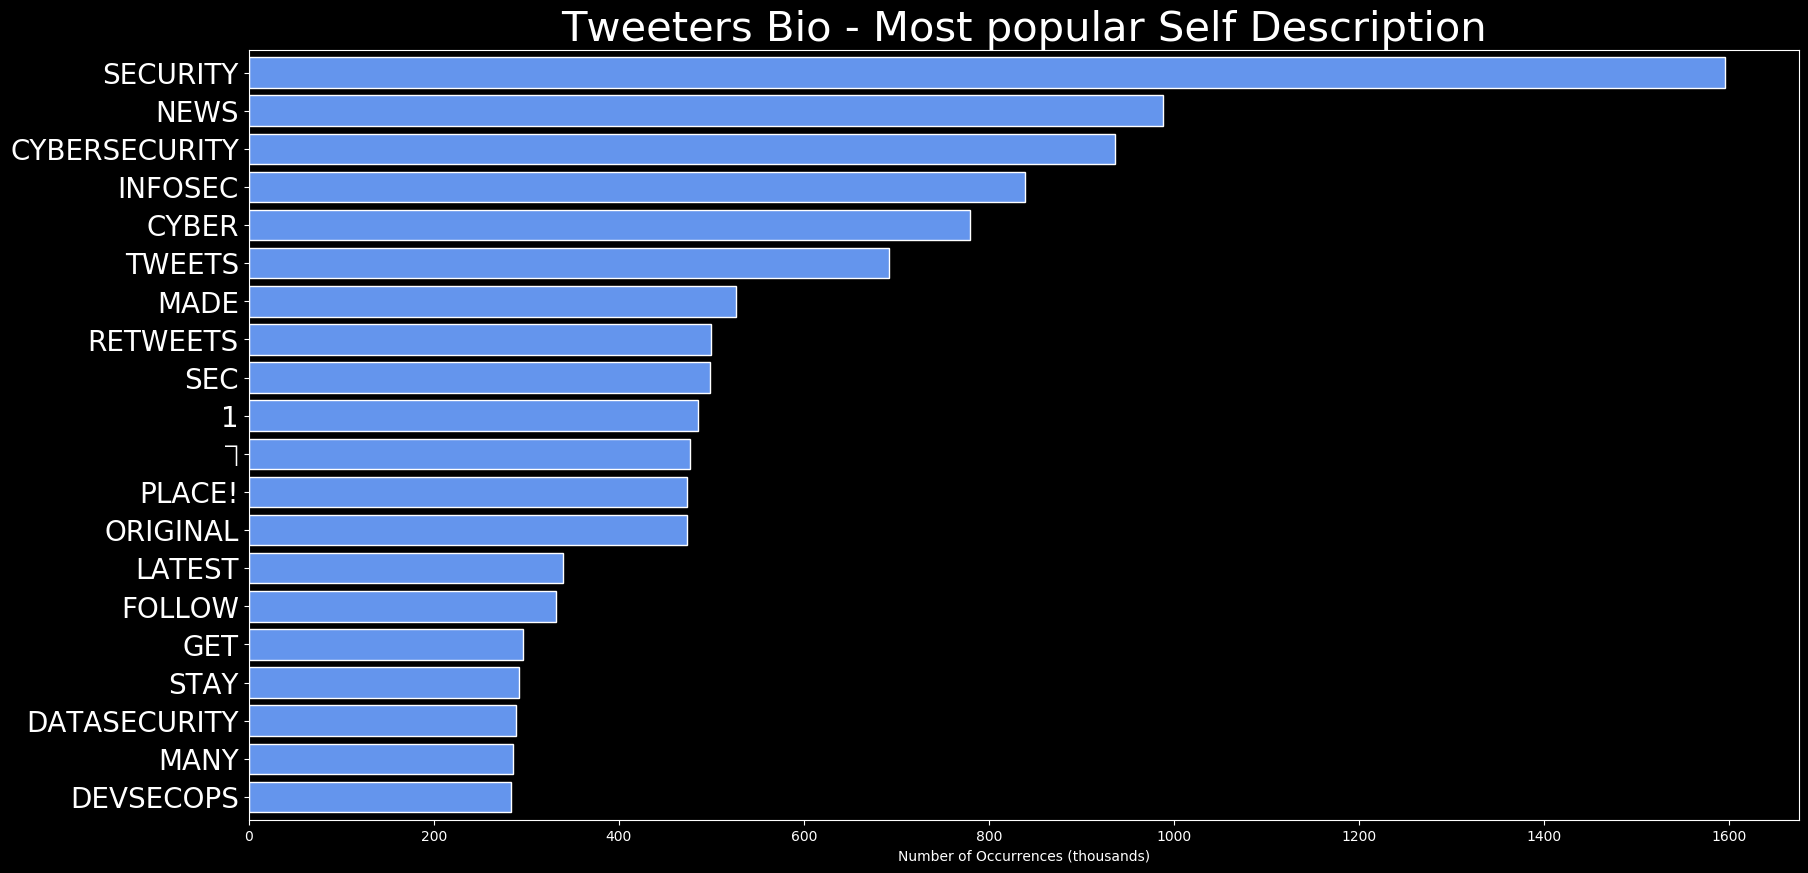 Tweeters Bio - Most popular Self Description
SECURITY
NEWS
CYBERSECURITY
INFOSEC
CYBER
TWEETS
MADE
RETWEETS
SEC
1
PLACE!
ORIGINAL
LATEST
FOLLOW
GET
STAY
DATASECURITY
MANY
DEVSECOPS
0 200 400 600 800 1000 1200 1400 1600
Number of Occurrences (thousands)